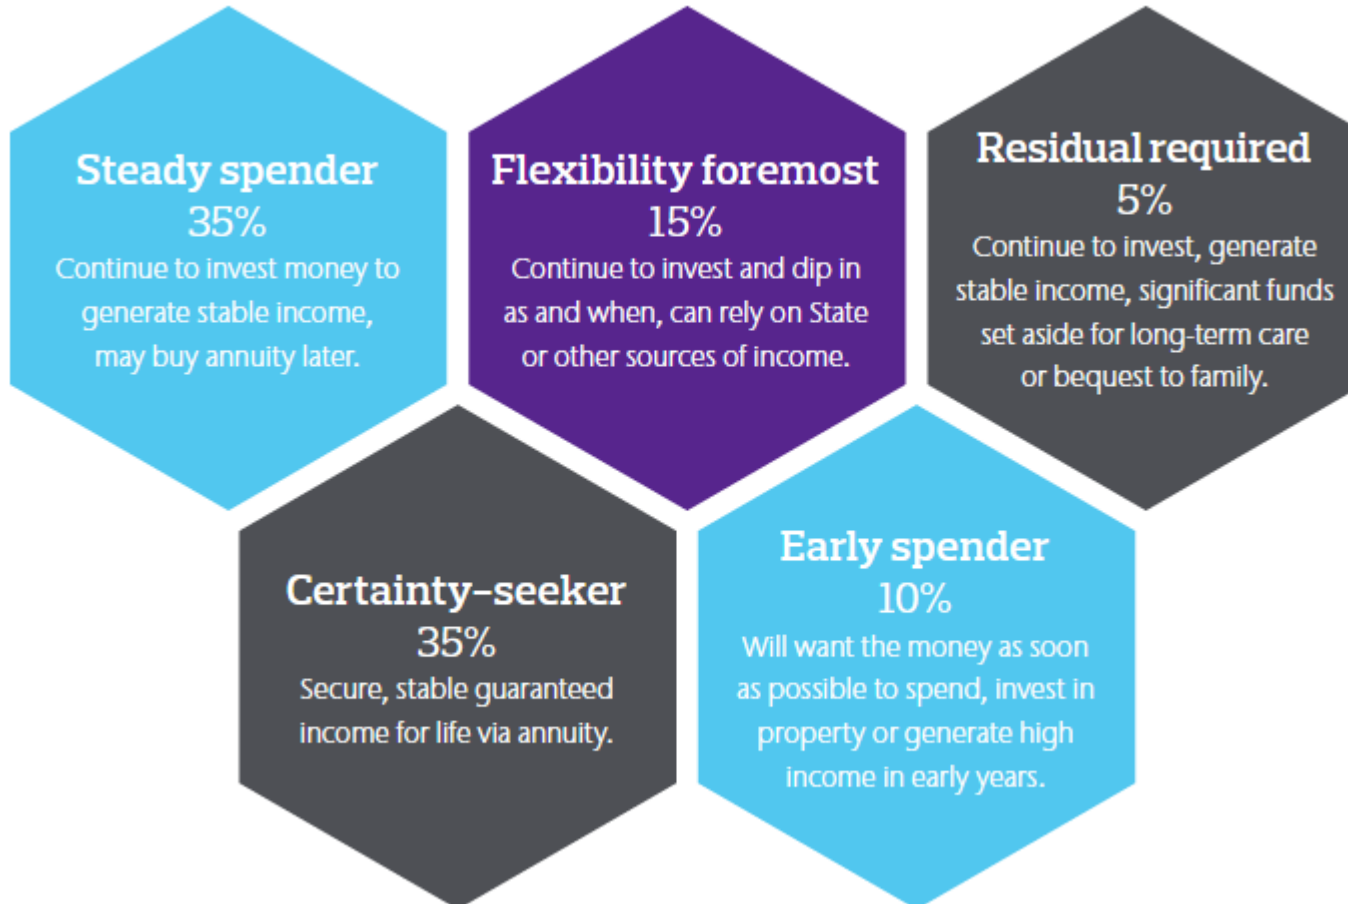 Steady spender
35%
Continue to invest money to
generate stable income,
may buy annuity later.
Flexibility foremost
15%
Continue to invest and dip in
as and when, can rely on State
or other sources of income.
Residual required
5%
Continue to invest, generate
stable income, significant funds
set aside for long-term care
or bequest to family.
Certainty-seeker
35%
Secure, stable guaranteed
income for life via annuity.
Early spender
10%
Will want the money as soon
as possible to spend, invest in
property or generate high
income in early years.